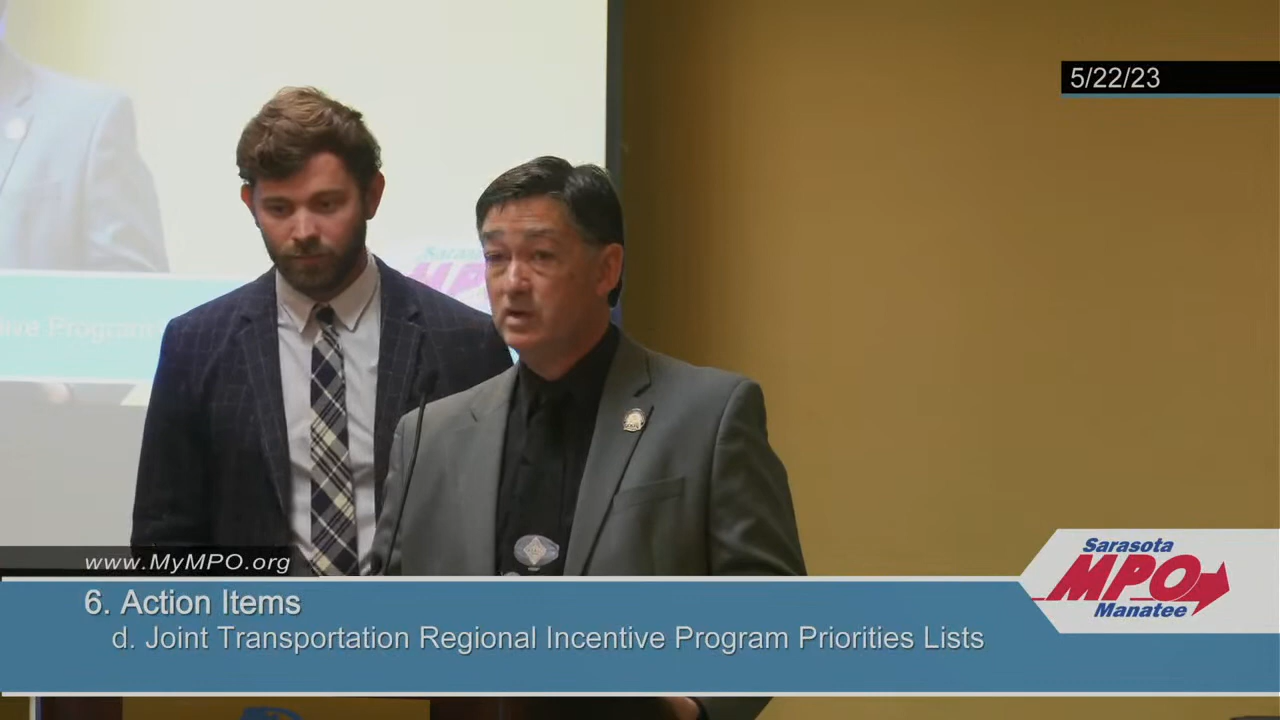 5/22/23
www.MyMPO.org
Sarasota
MPO
Manatee
6. Action Items
d. Joint Transportation Regional Incentive Program Priorities Lists